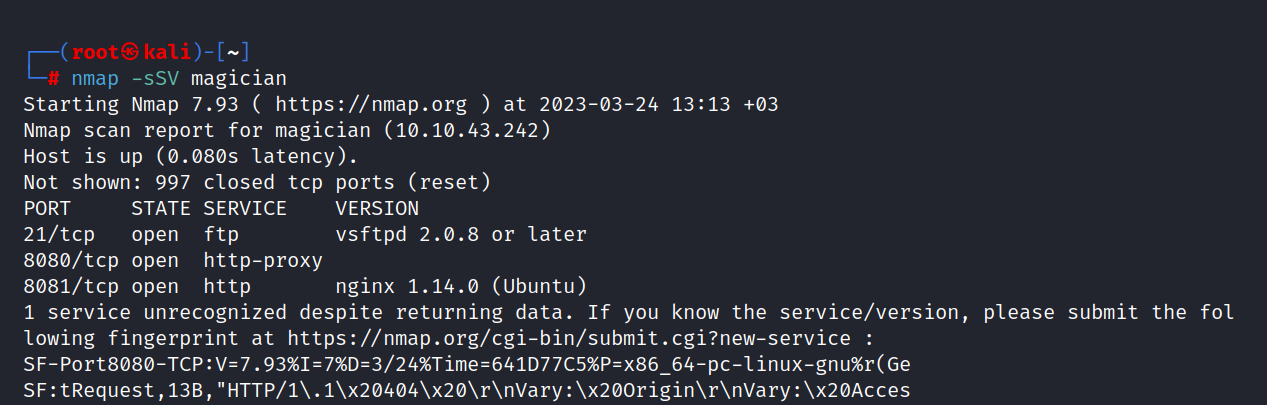 ┌──(root㉿kali)-[~]
└─# nmap -sSV magician
Starting Nmap 7.93 ( https://nmap.org ) at 2023-03-24 13:13 +03
Nmap scan report for magician (10.10.43.242)
Host is up (0.080s latency).
Not shown: 997 closed tcp ports (reset)
PORT     STATE SERVICE    VERSION
21/tcp   open  ftp        vsftpd 2.0.8 or later
8080/tcp open  http-proxy
8081/tcp open  http       nginx 1.14.0 (Ubuntu)
1 service unrecognized despite returning data. If you know the service/version, please submit the fol
lowing fingerprint at https://nmap.org/cgi-bin/submit.cgi?new-service :
SF-Port8080-TCP:V=7.93%I=7%D=3/24%Time=641D77C5%P=x86_64-pc-linux-gnu%r(Ge
SF:tRequest,13B,"HTTP/1\.1\x20404\x20\r\nVary:\x20Origin\r\nVary:\x20Acces